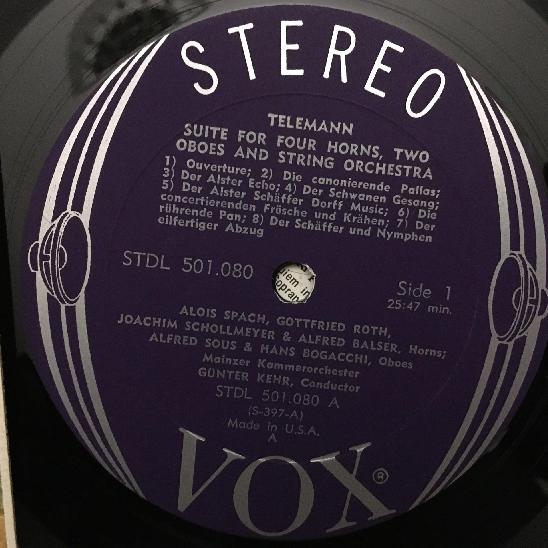 STEREO
TELEMANN
SUITE FOR FOUR HORNS, TWO
OBOES AND STRING ORCHESTRA
1) Ouverture; 2) Die canonierende Pallas;
3) Der Alster Echo; 4) Der Schwanen Gesang;
5) Der Alster Schäffer Dorff Music; 6) Die
concertierenden Frösche und Krähen; 7) Der
rührende Pan; 8) Der Schäffer und Nymphen
eilfertiger Abzug
STDL 501.080
Side 1
25:47 min.
ALOIS SPACH, GOTTFRIED ROTH,
JOACHIM SCHOLLMEYER & ALFRED BALSER, Horns;
ALFRED SOUS & HANS BOGACCHI, Oboes
Mainzer Kammerorchester
GÜNTER KEHR, Conductor
STDL 501.080 A
(S-397-A)
Made in U.S.A.
A
VOX®